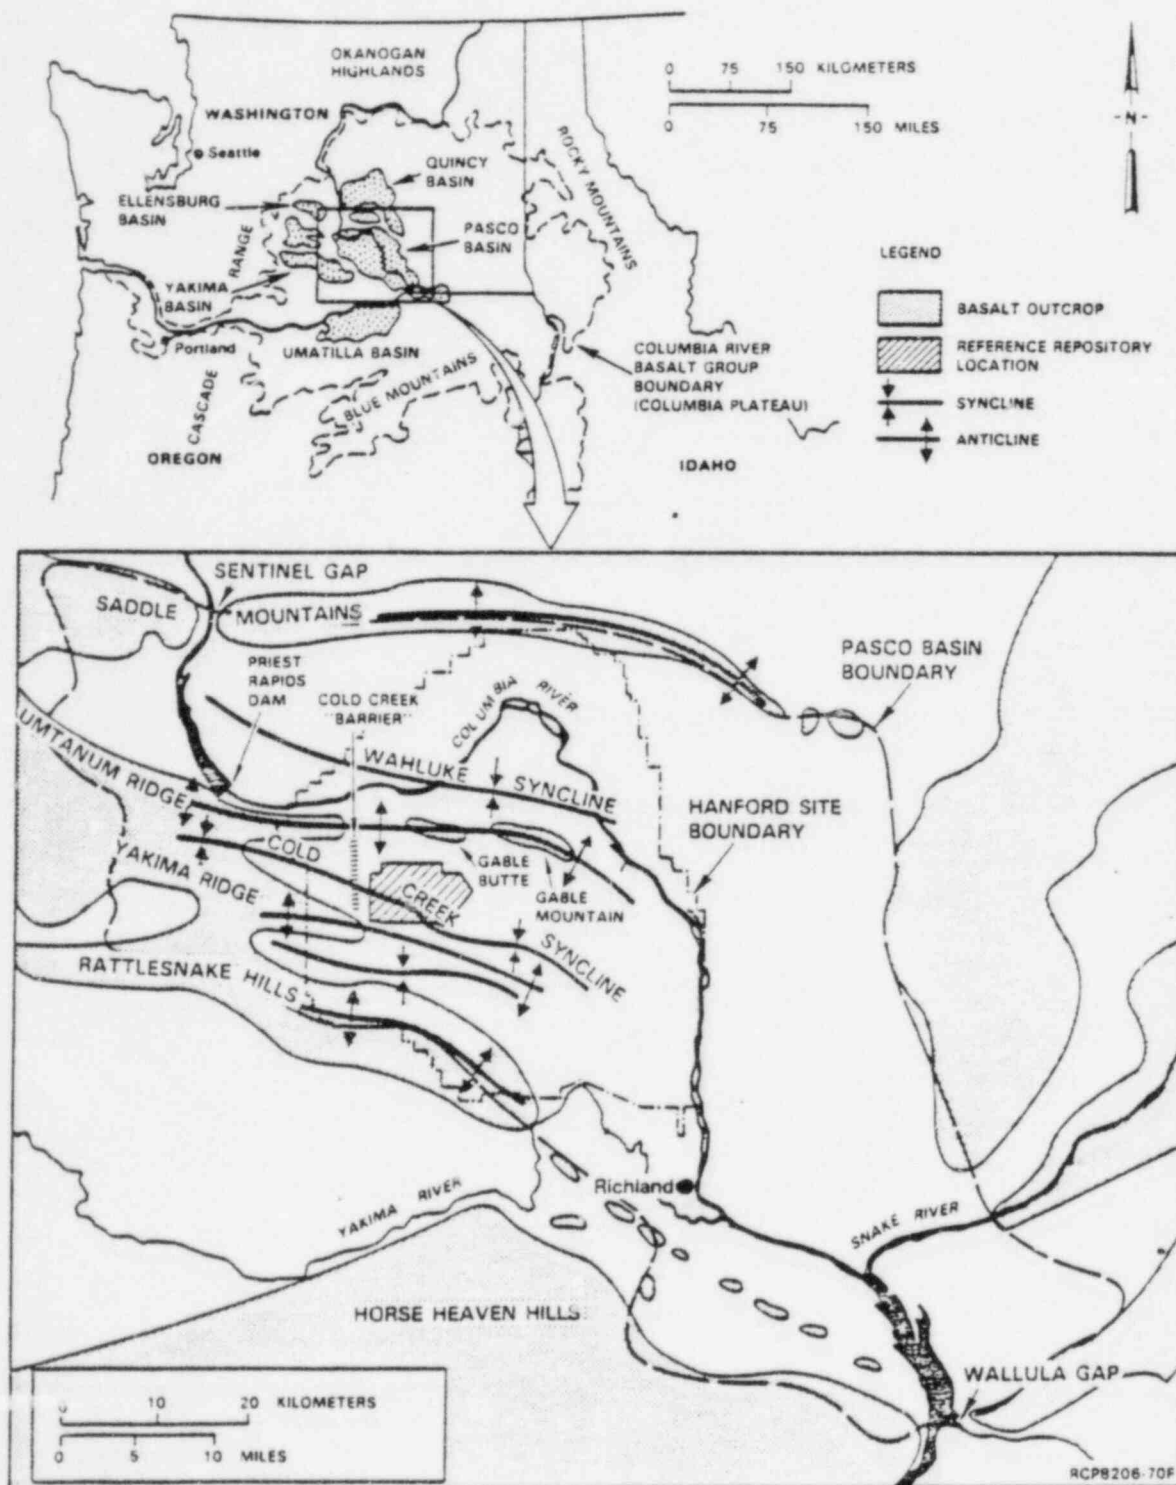 OKANOGAN
HIGHLANDS
0 75 150 KILOMETERS
0 75 150 MILES
-N-
WASHINGTON
Seattle
QUINCY
BASIN
ROCKY MOUNTAINS
ELLENSBURG
BASIN
PASCO
BASIN
RANGE
YAKIMA
BASIN
Portland
UMATILLA BASIN
BLUE MOUNTAINS
CASCADE
OREGON
COLUMBIA RIVER
BASALT GROUP
BOUNDARY
(COLUMBIA PLATEAU)
IDAHO
LEGEND
BASALT OUTCROP
REFERENCE REPOSITORY
LOCATION
SYNCLINE
ANTICLINE
SENTINEL GAP
SADDLE MOUNTAINS
PRIEST
RAPIDS
DAM
COLD CREEK
BARRIER
COLUMBIA RIVER
PASCO BASIN
BOUNDARY
UMTANUM RIDGE
WAHLUKE SYNCLINE
HANFORD SITE
BOUNDARY
GABLE
BUTTE
GABLE
MOUNTAIN
COLD CREEK SYNCLINE
YAKIMA RIDGE
RATTLESNAKE HILLS
Richland
YAKIMA RIVER
SNAKE RIVER
HORSE HEAVEN HILLS
WALLULA GAP
0 10 20 KILOMETERS
0 5 10 MILES
RCP8206-70F